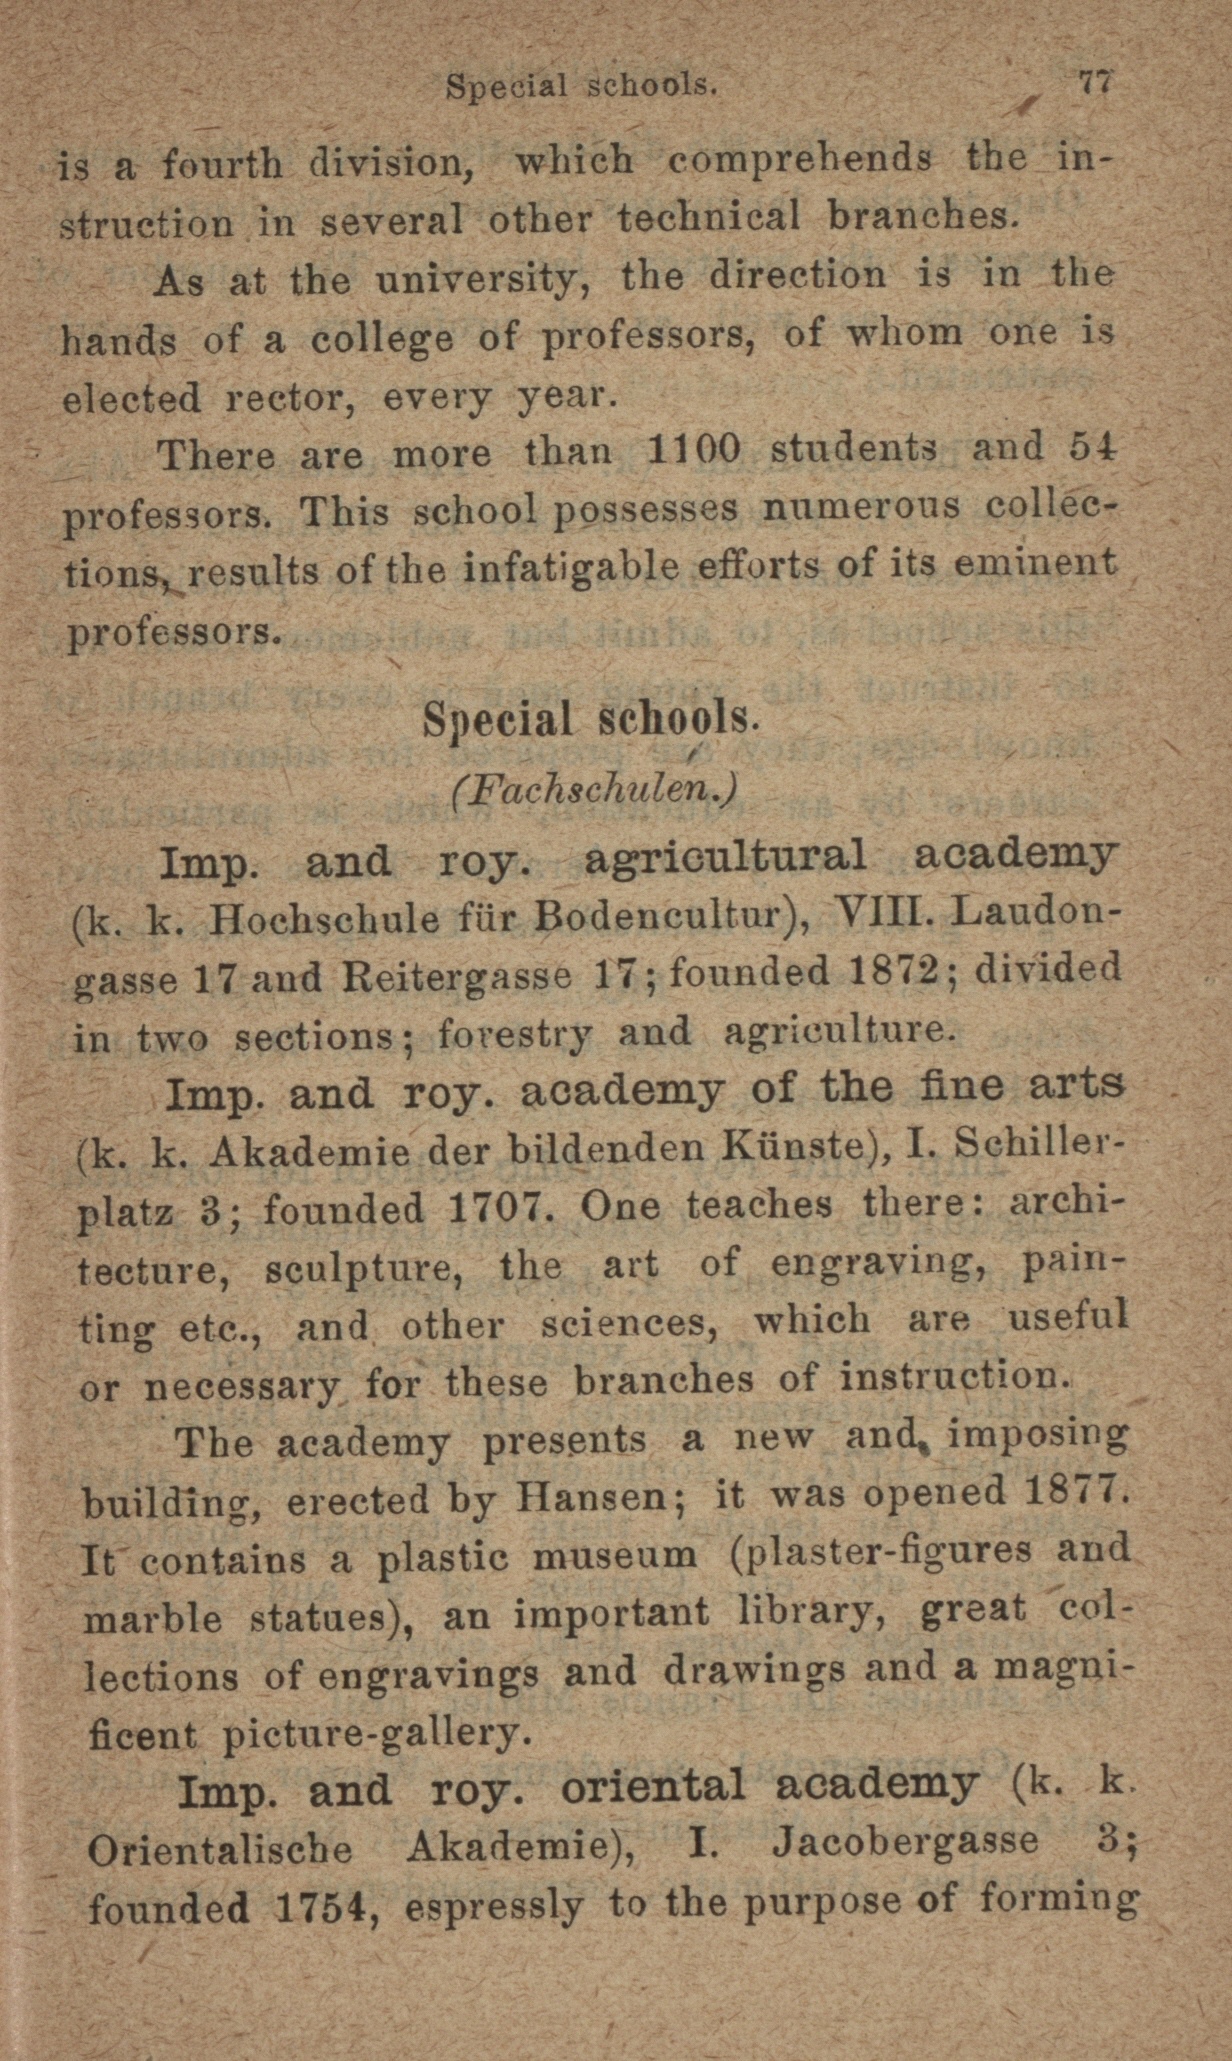 Special schools. 77
is a fourth division, which comprehends the in-
struction in several other technical branches.
As at the university, the direction is in the
hands of a college of professors, of whom one is
elected rector, every year.
There are more than 1100 students and 54
professors. This school possesses numerous collec-
tions, results of the infatigable efforts of its eminent
professors.
Special schools.
(Fachschulen.)
Imp. and roy. agricultural academy
(k. k. Hochschule für Bodencultur), VIII. Laudon-
gasse 17 and Reitergasse 17; founded 1872; divided
in two sections; forestry and agriculture.
Imp. and roy. academy of the fine arts
(k. k. Akademie der bildenden Künste), I. Schiller-
platz 3; founded 1707. One teaches there: archi-
tecture, sculpture, the art of engraving, pain-
ting etc., and other sciences, which are useful
or necessary for these branches of instruction.
The academy presents a new and imposing
building, erected by Hansen; it was opened 1877.
It contains a plastic museum (plaster-figures and
marble statues), an important library, great col-
lections of engravings and drawings and a magni-
ficent picture-gallery.
Imp. and roy. oriental academy (k. k.
Orientalische Akademie), I. Jacobergasse 3;
founded 1754, espressly to the purpose of forming